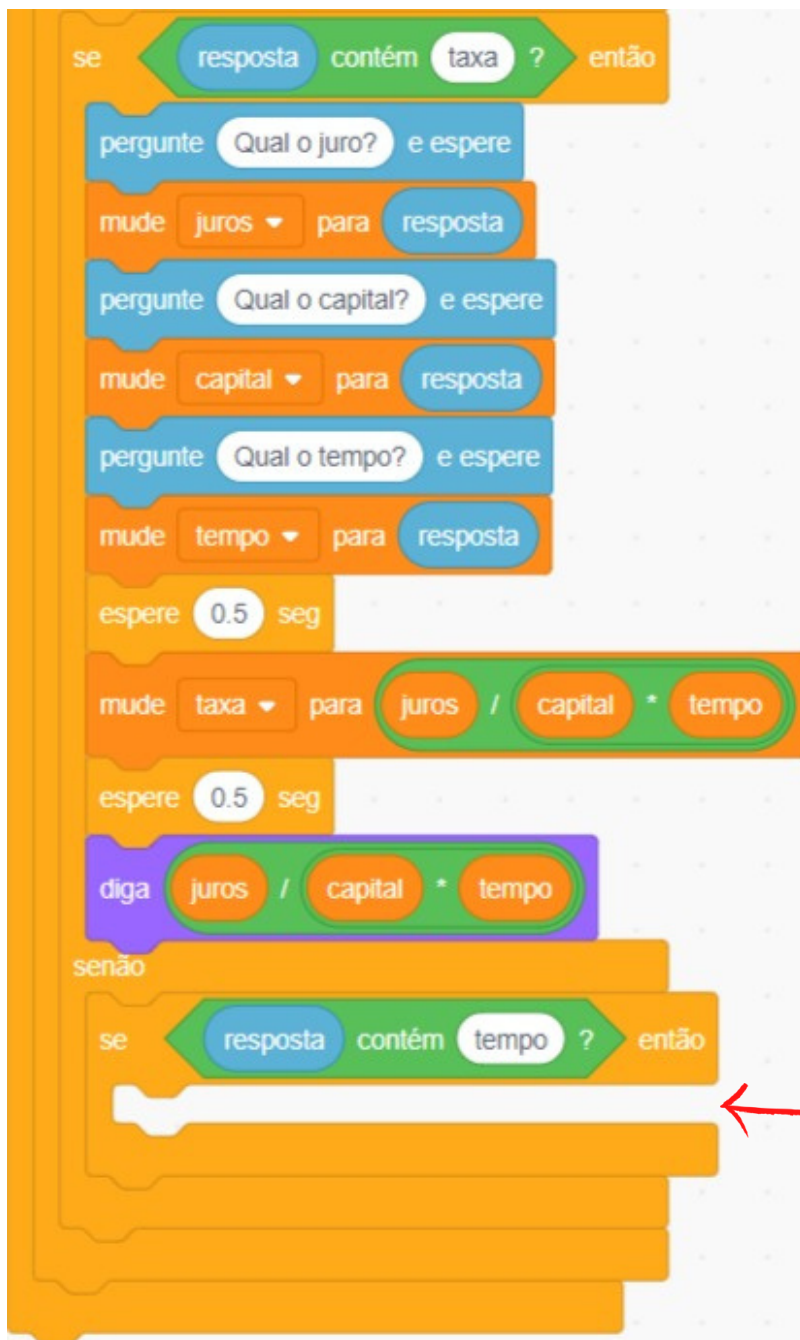 se resposta contém taxa ? então
pergunte Qual o juro? e espere
mude juros para resposta
pergunte Qual o capital? e espere
mude capital para resposta
pergunte Qual o tempo? e espere
mude tempo para resposta
espere 0.5 seg
mude taxa para juros / capital * tempo
espere 0.5 seg
diga juros / capital * tempo
senão
se resposta contém tempo ? então